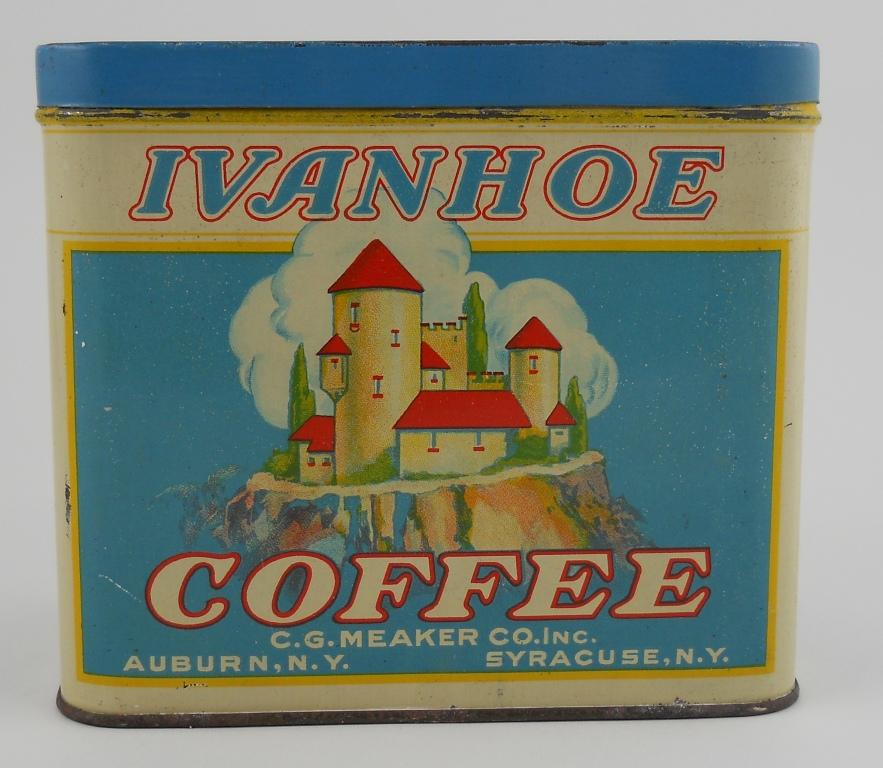 IVANHOE
COFFEE
C.G.MEAKER CO.INC.
AUBURN, N.Y. SYRACUSE, N.Y.